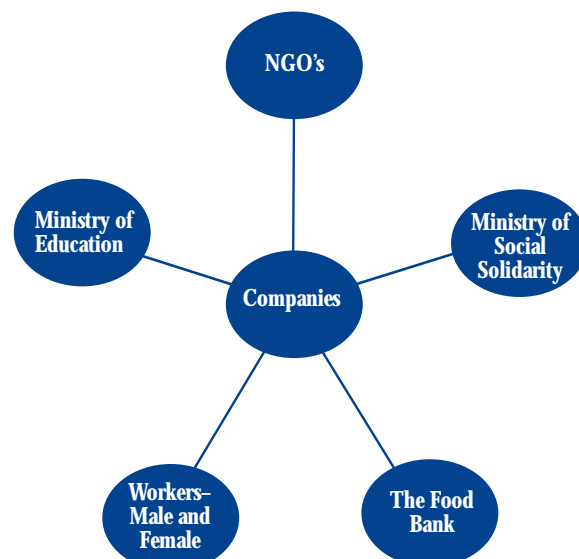 NGO’s
Ministry of
Education
Ministry of
Social
Solidarity
Companies
Workers–
Male and
Female
The Food
Bank